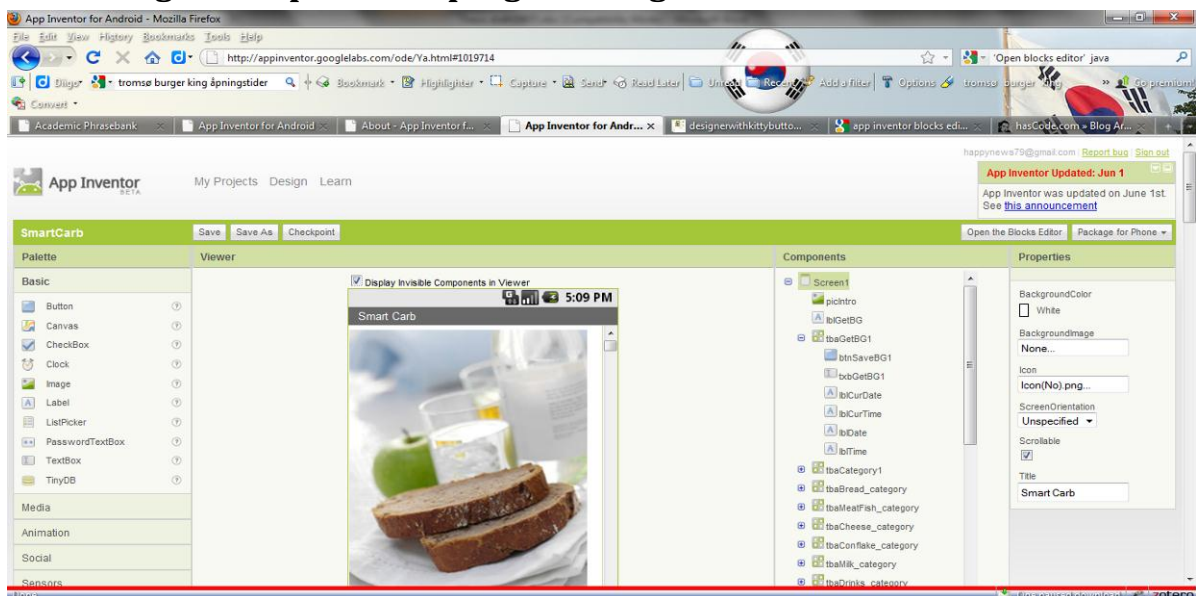 App Inventor for Android - Mozilla Firefox
File Edit View History Bookmarks Tools Help
http://appinventor.googlelabs.com/ode/Ya.html#1019714
'Open blocks editor' java
Diigo tromsø burger king åpningstider Bookmark Highlighter Capture Send Read Later Add a filter Options tromsø burger king Go premium!
Convert
Academic Phrasebank
App Inventor for Android
About - App Inventor f...
App Inventor for Andr...
designerwithkittybutto...
app inventor blocks edi...
hasCode.com » Blog Ar...
happynewa79@gmail.com | Report bug | Sign out
App Inventor
BETA
My Projects Design Learn
App Inventor Updated: Jun 1
App Inventor was updated on June 1st.
See this announcement
SmartCarb
Save Save As Checkpoint
Open the Blocks Editor Package for Phone
Palette
Viewer
Components
Properties
Basic
Button
Canvas
CheckBox
Clock
Image
Label
ListPicker
PasswordTextBox
TextBox
TinyDB
Media
Animation
Social
Sensors
Display Invisible Components in Viewer
5:09 PM
Smart Carb
Screen1
picIntro
lblGetBG
tbaGetBG1
btnSaveBG1
txbGetBG1
lblCurDate
lblCurTime
lblDate
lblTime
tbaCategory1
tbaBread_category
tbaMeatFish_category
tbaCheese_category
tbaConflake_category
tbaMilk_category
tbaDrinks_category
BackgroundColor
White
BackgroundImage
None...
Icon
Icon(No).png...
ScreenOrientation
Unspecified
Scrollable
Title
Smart Carb
zotero